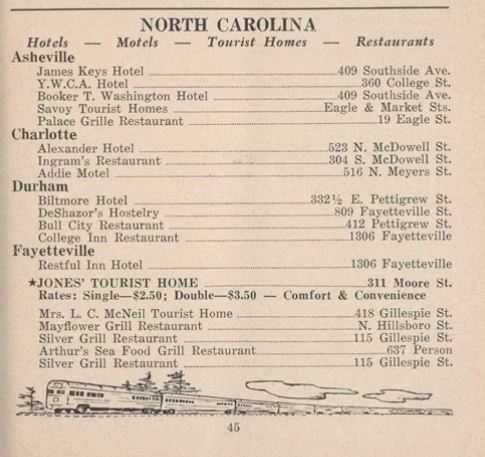 NORTH CAROLINA
Hotels — Motels — Tourist Homes — Restaurants
Asheville
James Keys Hotel 409 Southside Ave.
Y.W.C.A. Hotel 360 College St.
Booker T. Washington Hotel 409 Southside Ave.
Savoy Tourist Homes Eagle & Market Sts.
Palace Grille Restaurant 19 Eagle St.
Charlotte
Alexander Hotel 523 N. McDowell St.
Ingram's Restaurant 304 S. McDowell St.
Addie Motel 516 N. Meyers St.
Durham
Biltmore Hotel 332½ E. Pettigrew St.
DeShazor's Hostelry 809 Fayetteville St.
Bull City Restaurant 412 Pettigrew St.
College Inn Restaurant 1306 Fayetteville
Fayetteville
Restful Inn Hotel 1306 Fayetteville
★JONES' TOURIST HOME 311 Moore St.
Rates: Single—$2.50; Double—$3.50 — Comfort & Convenience
Mrs. L. C. McNeil Tourist Home 418 Gillespie St.
Mayflower Grill Restaurant N. Hillsboro St.
Silver Grill Restaurant 115 Gillespie St.
Arthur's Sea Food Grill Restaurant 637 Person
Silver Grill Restaurant 115 Gillespie St.
45